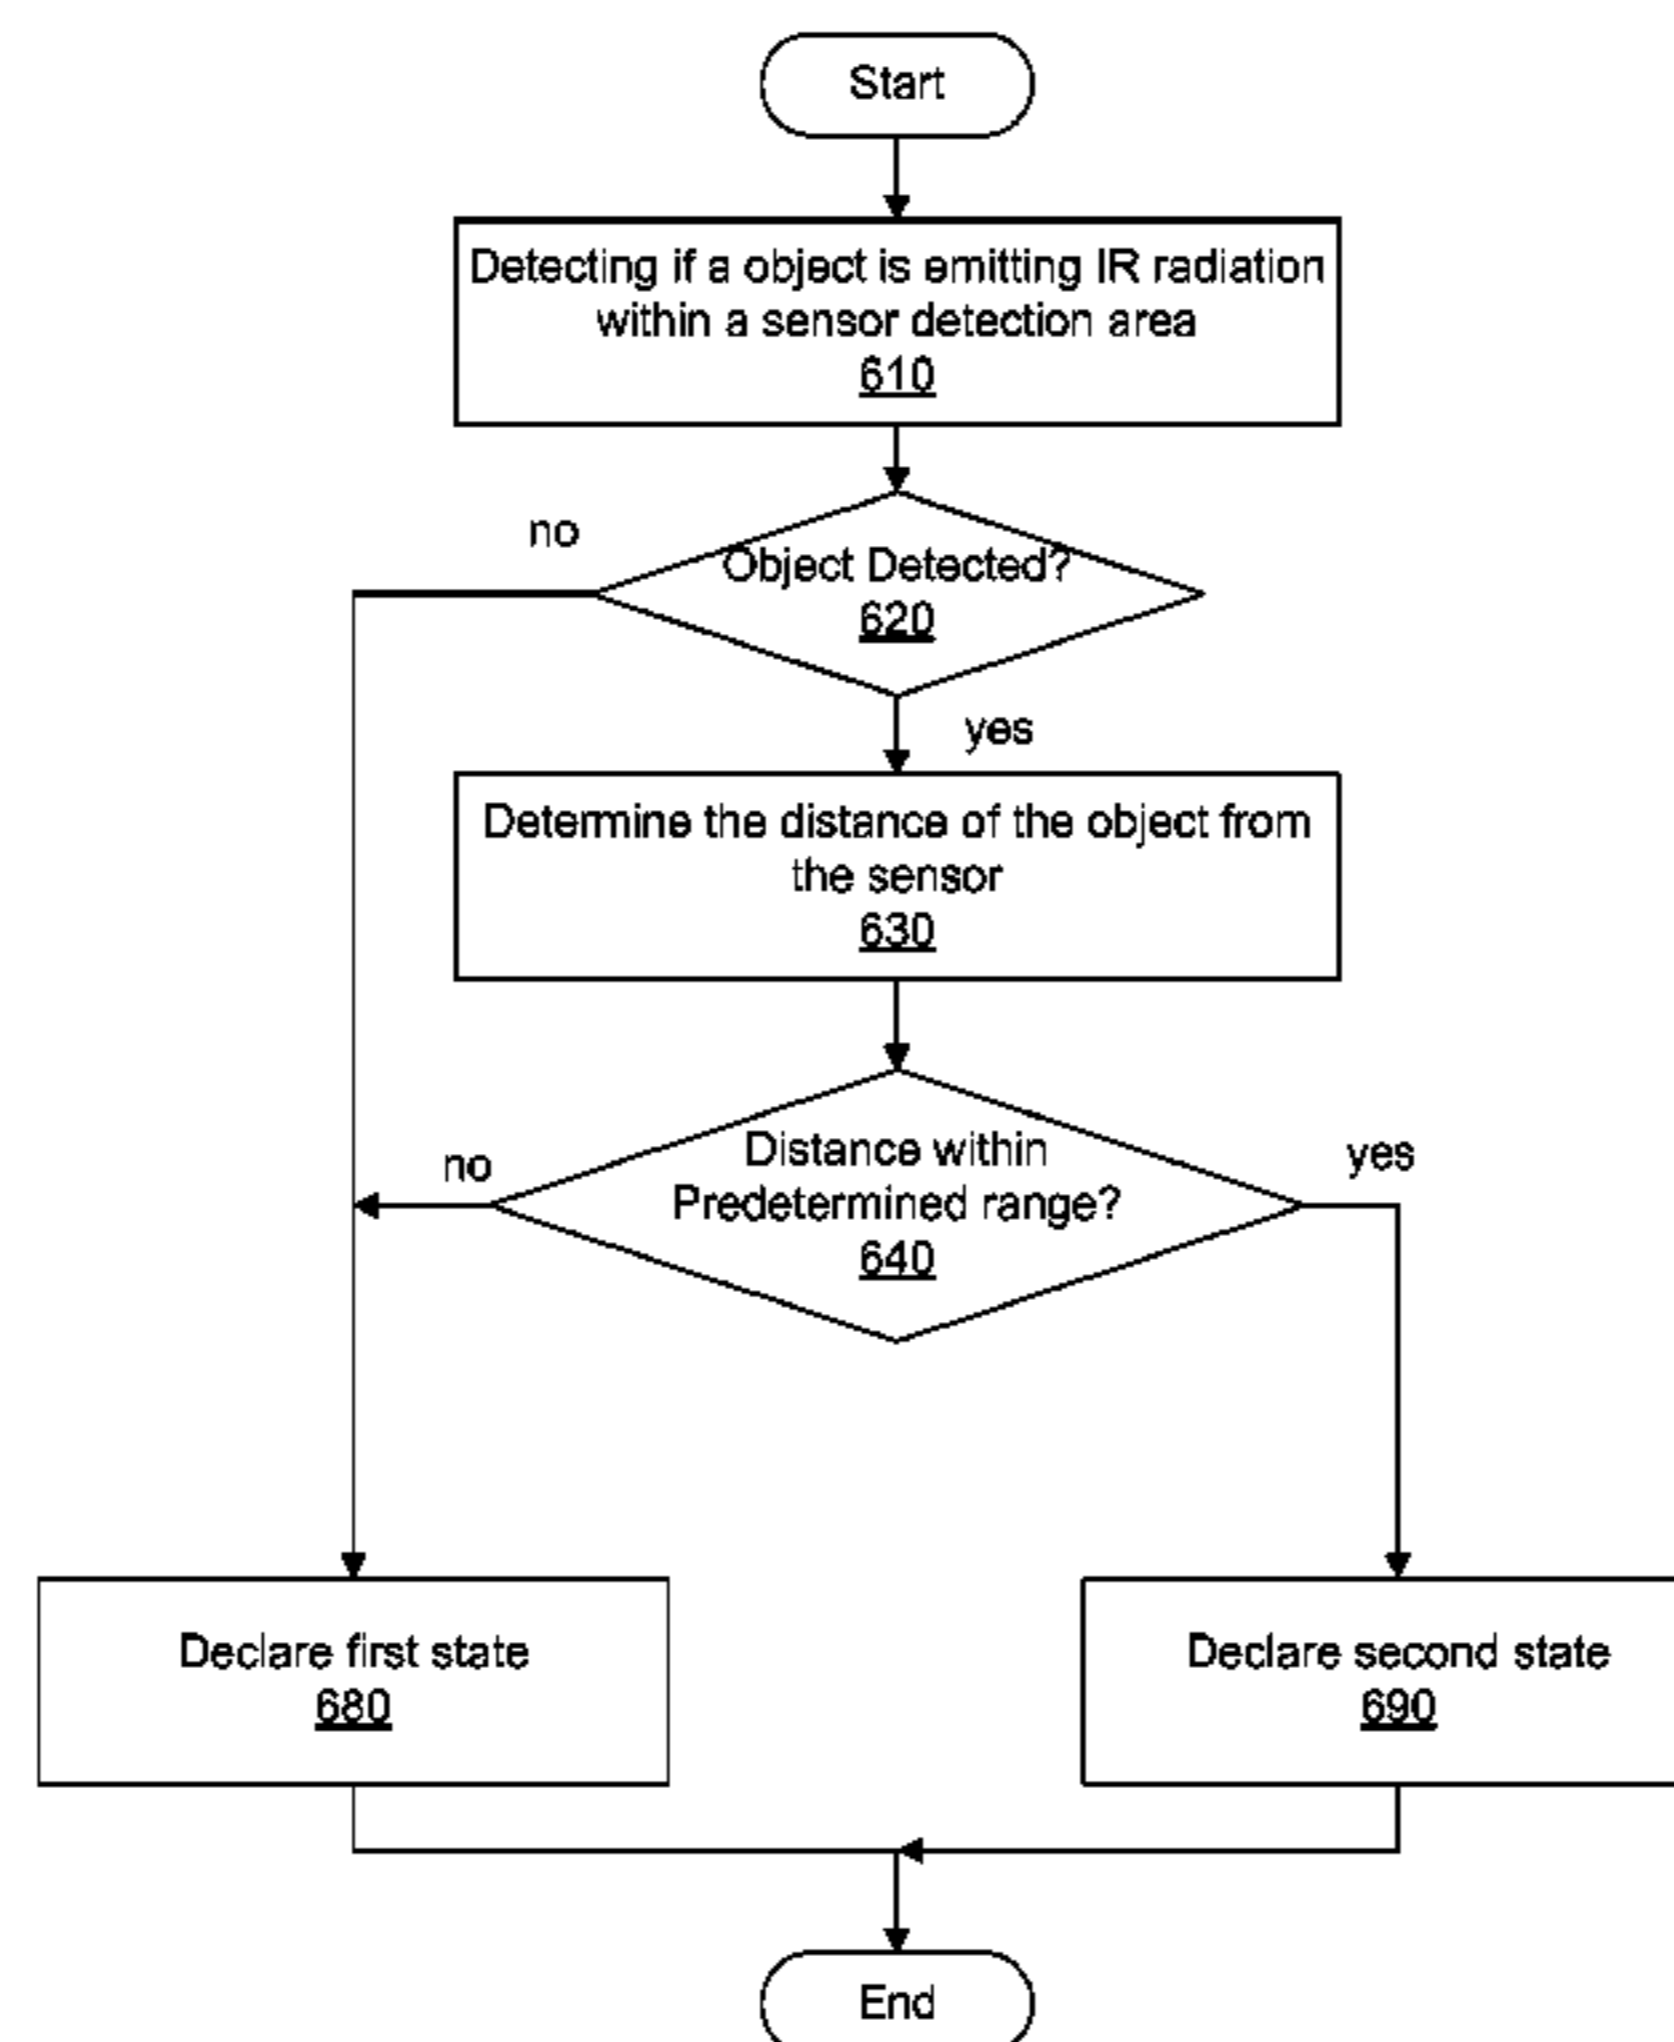 Start
Detecting if a object is emitting IR radiation
within a sensor detection area
610
no
Object Detected?
620
yes
Determine the distance of the object from
the sensor
630
no
Distance within
Predetermined range?
640
yes
Declare first state
680
Declare second state
690
End